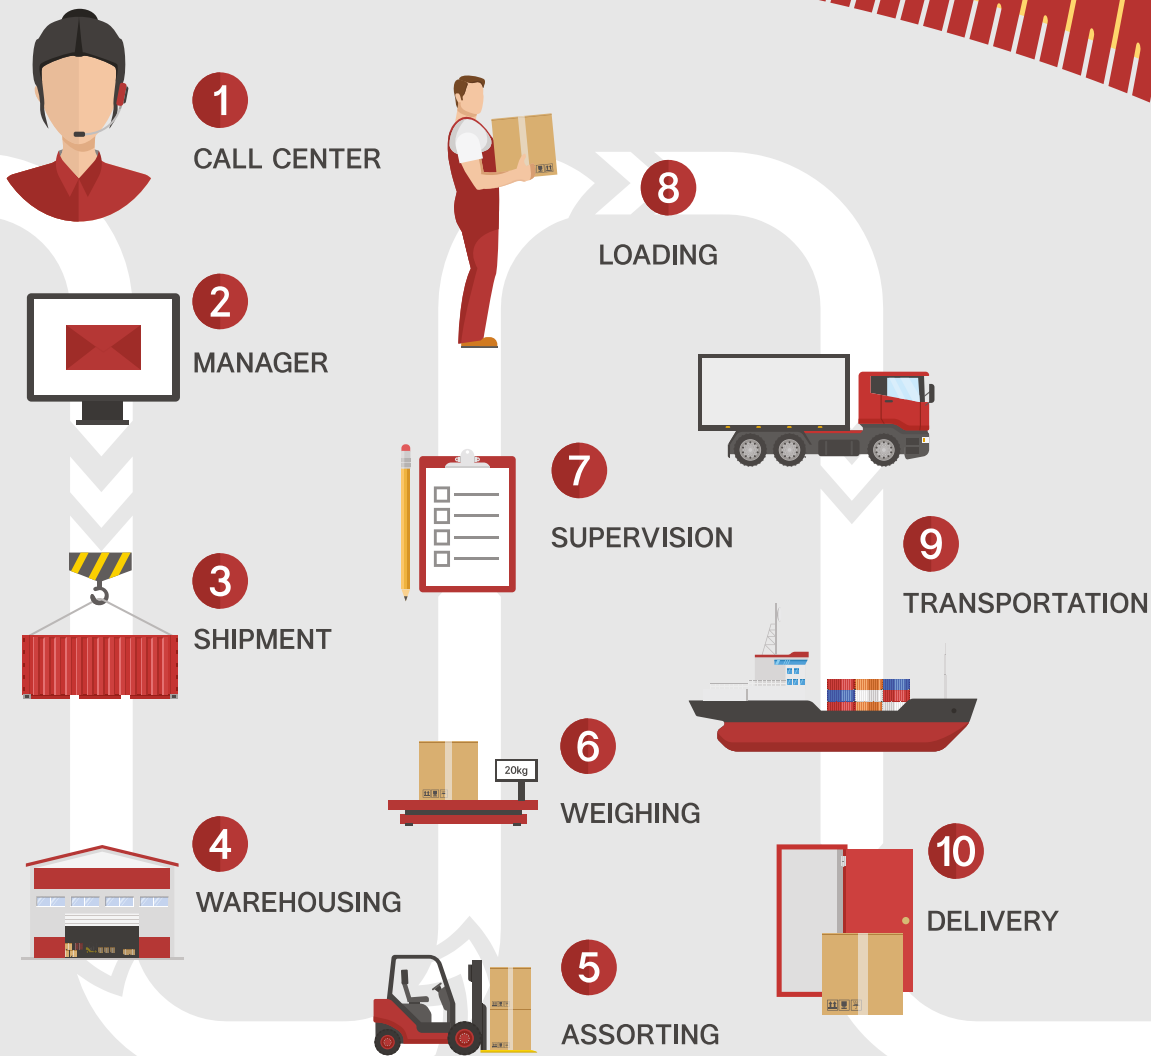 1
CALL CENTER
2
MANAGER
3
SHIPMENT
4
WAREHOUSING
5
ASSORTING
6
20kg
WEIGHING
7
SUPERVISION
8
LOADING
9
TRANSPORTATION
10
DELIVERY